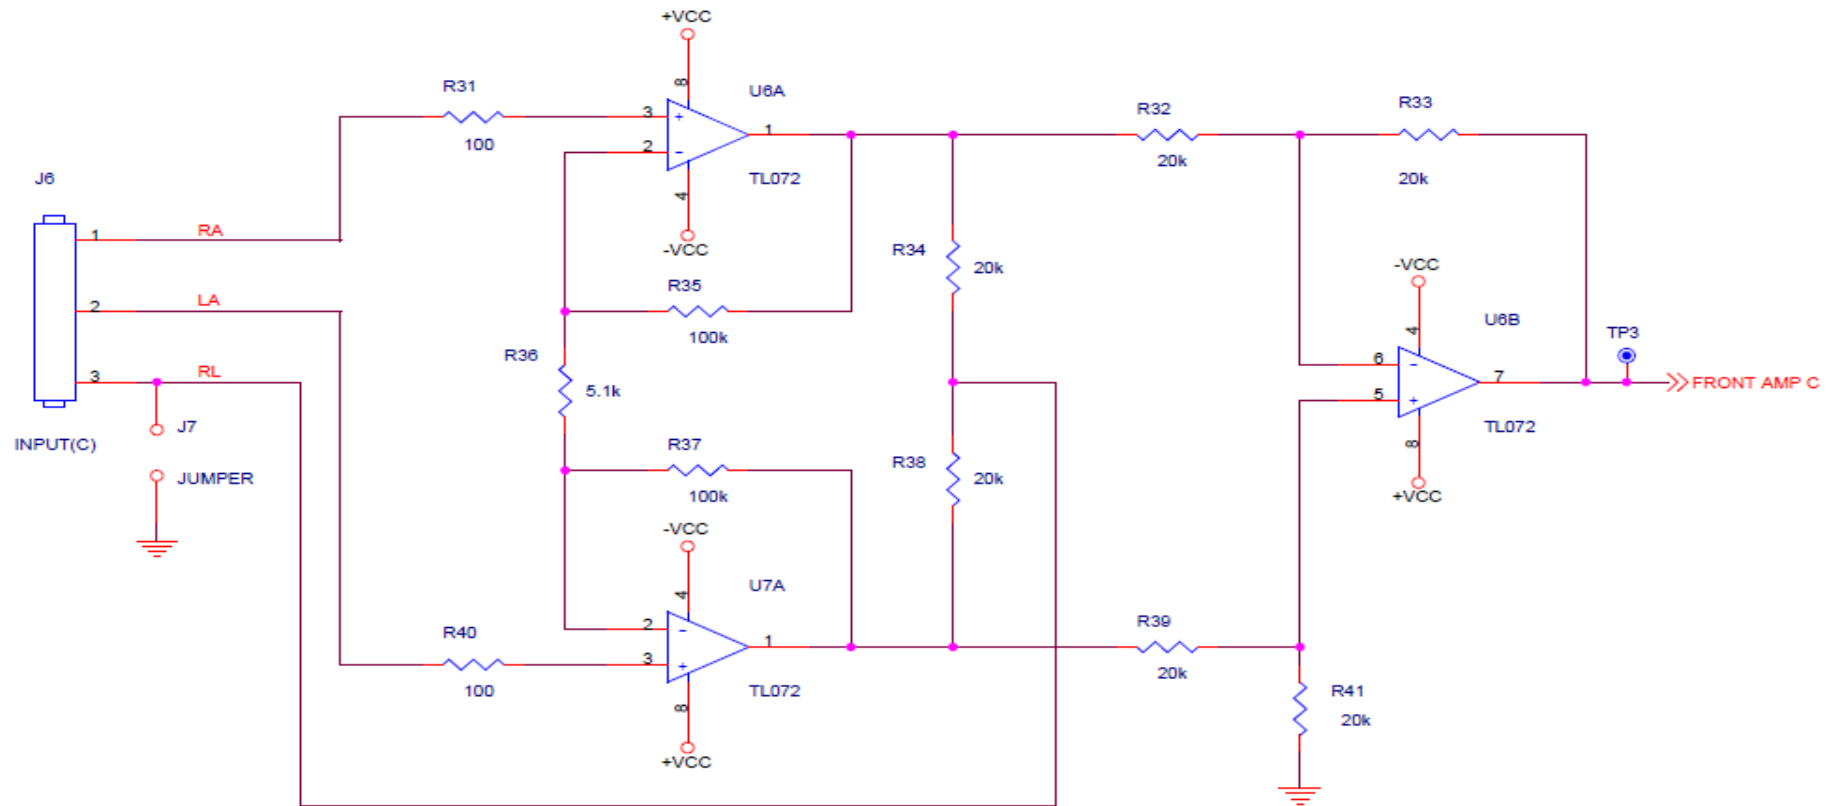 +VCC
R31
8
U6A
R32
R33
3
+
1
100
2
-
20k
20k
J6
TL072
4
1
RA
-VCC
R34
20k
-VCC
R35
2
LA
U6B
4
TP3
100k
R36
6
-
3
RL
7
FRONT AMP C
5.1k
5
+
J7
TL072
INPUT(C)
R37
8
R38
20k
JUMPER
100k
+VCC
-VCC
4
U7A
R40
2
-
1
R39
3
+
100
20k
TL072
R41
8
20k
+VCC